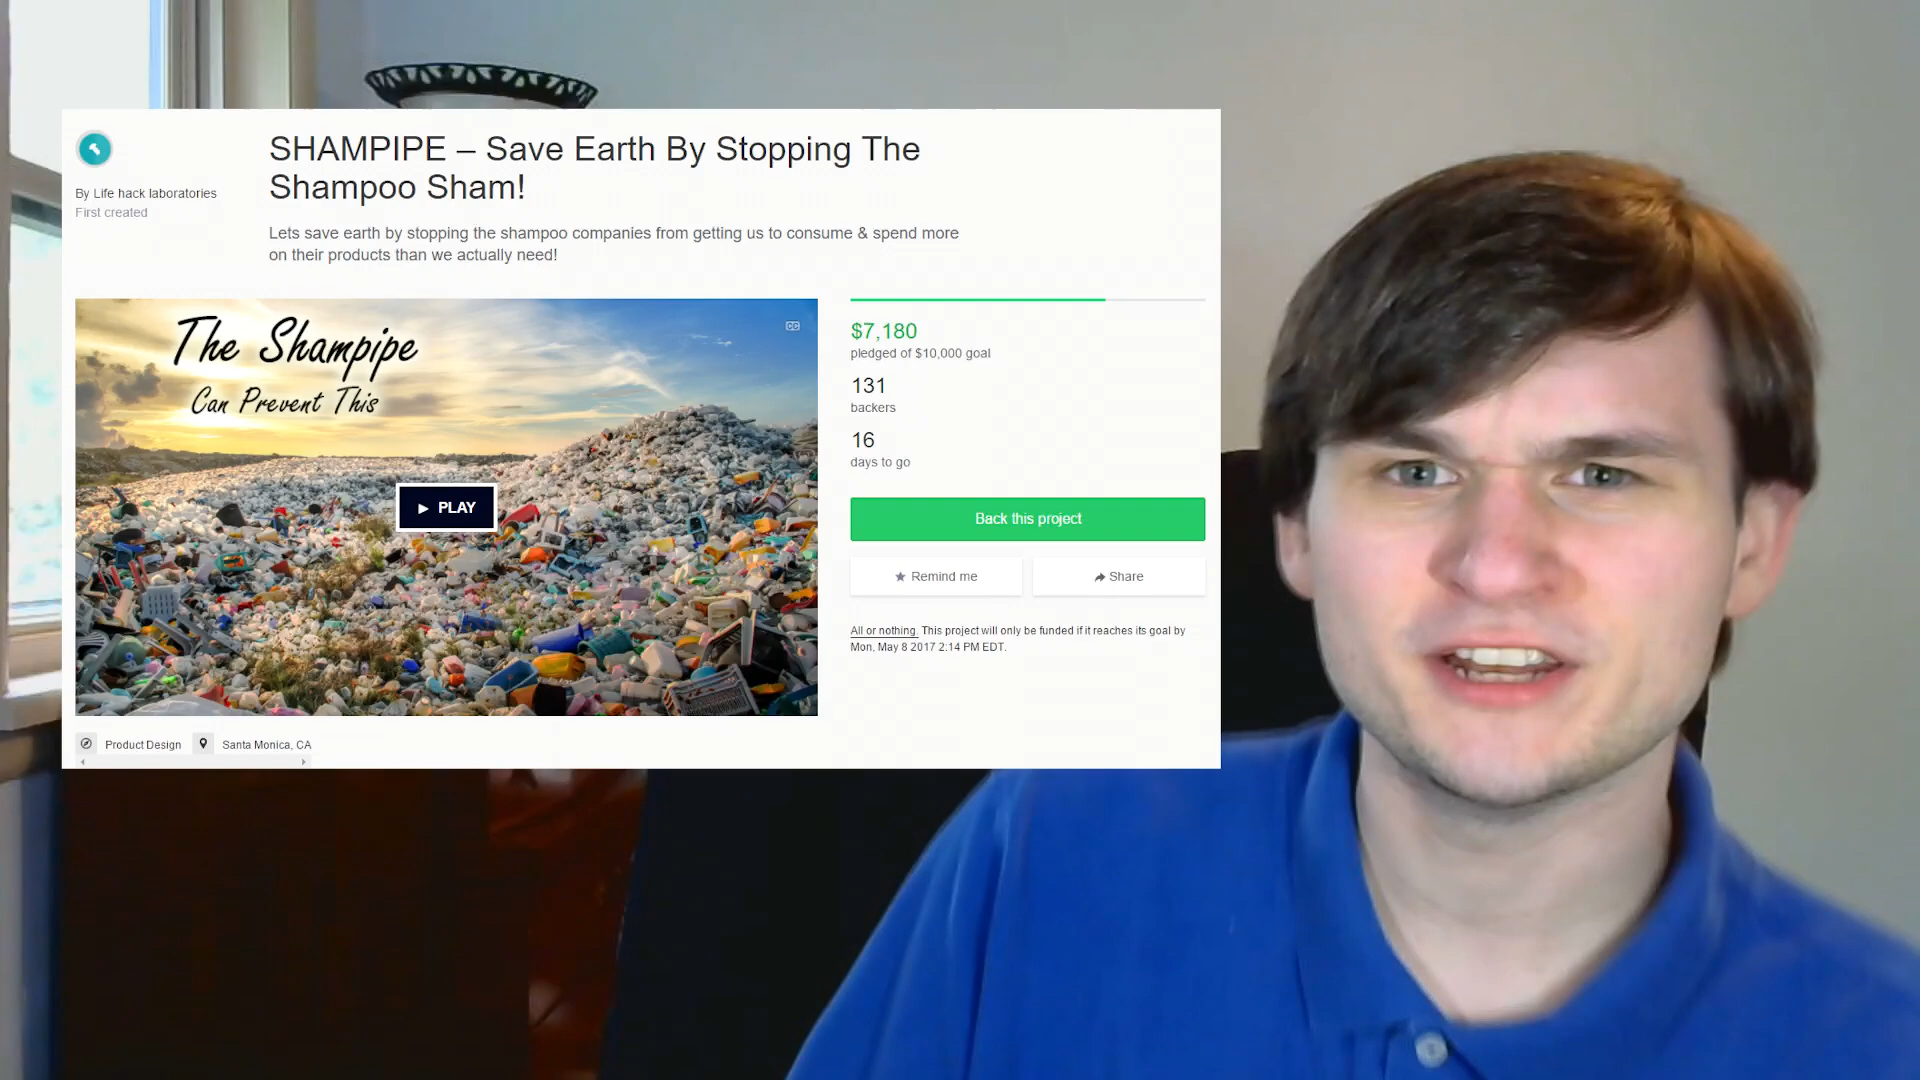 SHAMPIPE – Save Earth By Stopping The
Shampoo Sham!
By Life hack laboratories
First created
Lets save earth by stopping the shampoo companies from getting us to consume & spend more
on their products than we actually need!
The Shampipe
Can Prevent This
CC
PLAY
$7,180
pledged of $10,000 goal
131
backers
16
days to go
Back this project
Remind me
Share
All or nothing. This project will only be funded if it reaches its goal by
Mon, May 8 2017 2:14 PM EDT.
Product Design
Santa Monica, CA